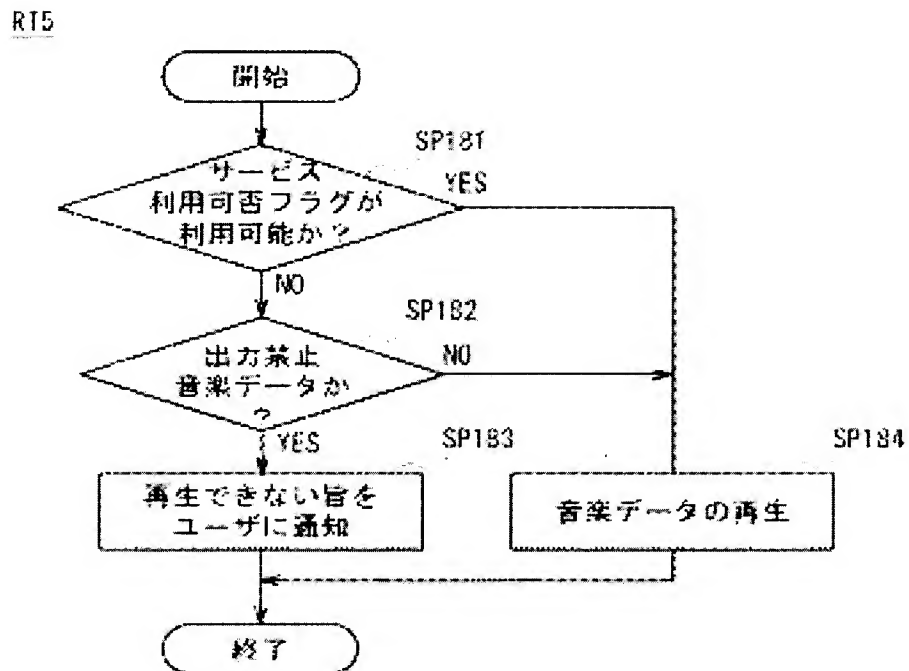 RT5
開始
SP181
サービス
利用可否フラグが
利用可能か?
YES
NO
SP182
出力禁止
音楽データか
?
NO
YES
SP183
再生できない旨を
ユーザに通知
SP184
音楽データの再生
終了